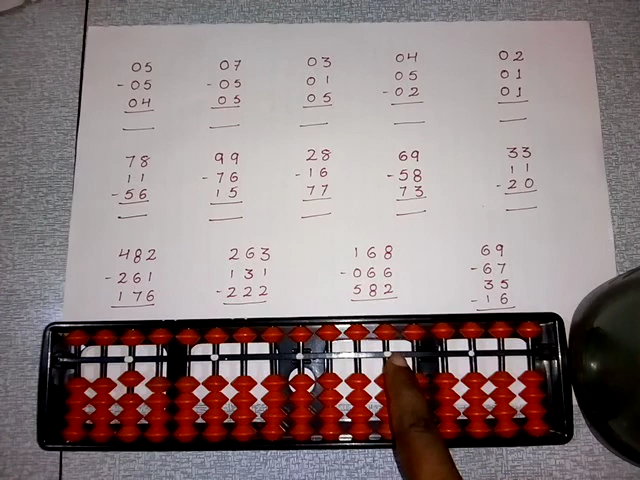 05 07 03 04 02
-05 -05 01 05 01
04 05 05 -02 01
78 99 28 69 33
11 -76 -16 -58 11
-56 15 77 73 -20
482 263 168 69
-261 131 -066 -67
176 -222 582 35
-16